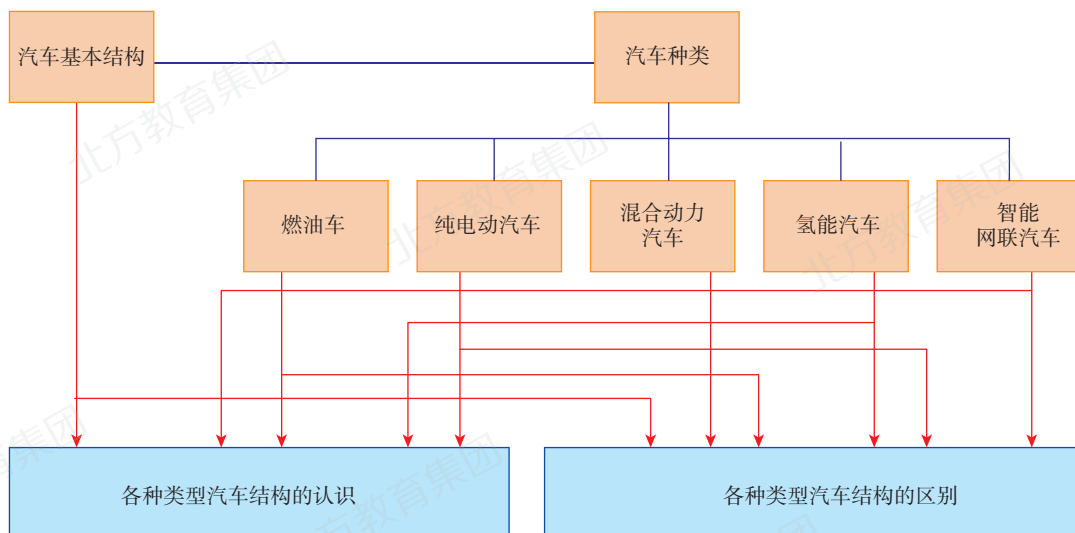 汽车基本结构
汽车种类
燃油车
纯电动汽车
混合动力
汽车
氢能汽车
智能
网联汽车
各种类型汽车结构的认识
各种类型汽车结构的区别
北方教育集团
北方教育集团
北方教育集团
集团
北方教育集团
团